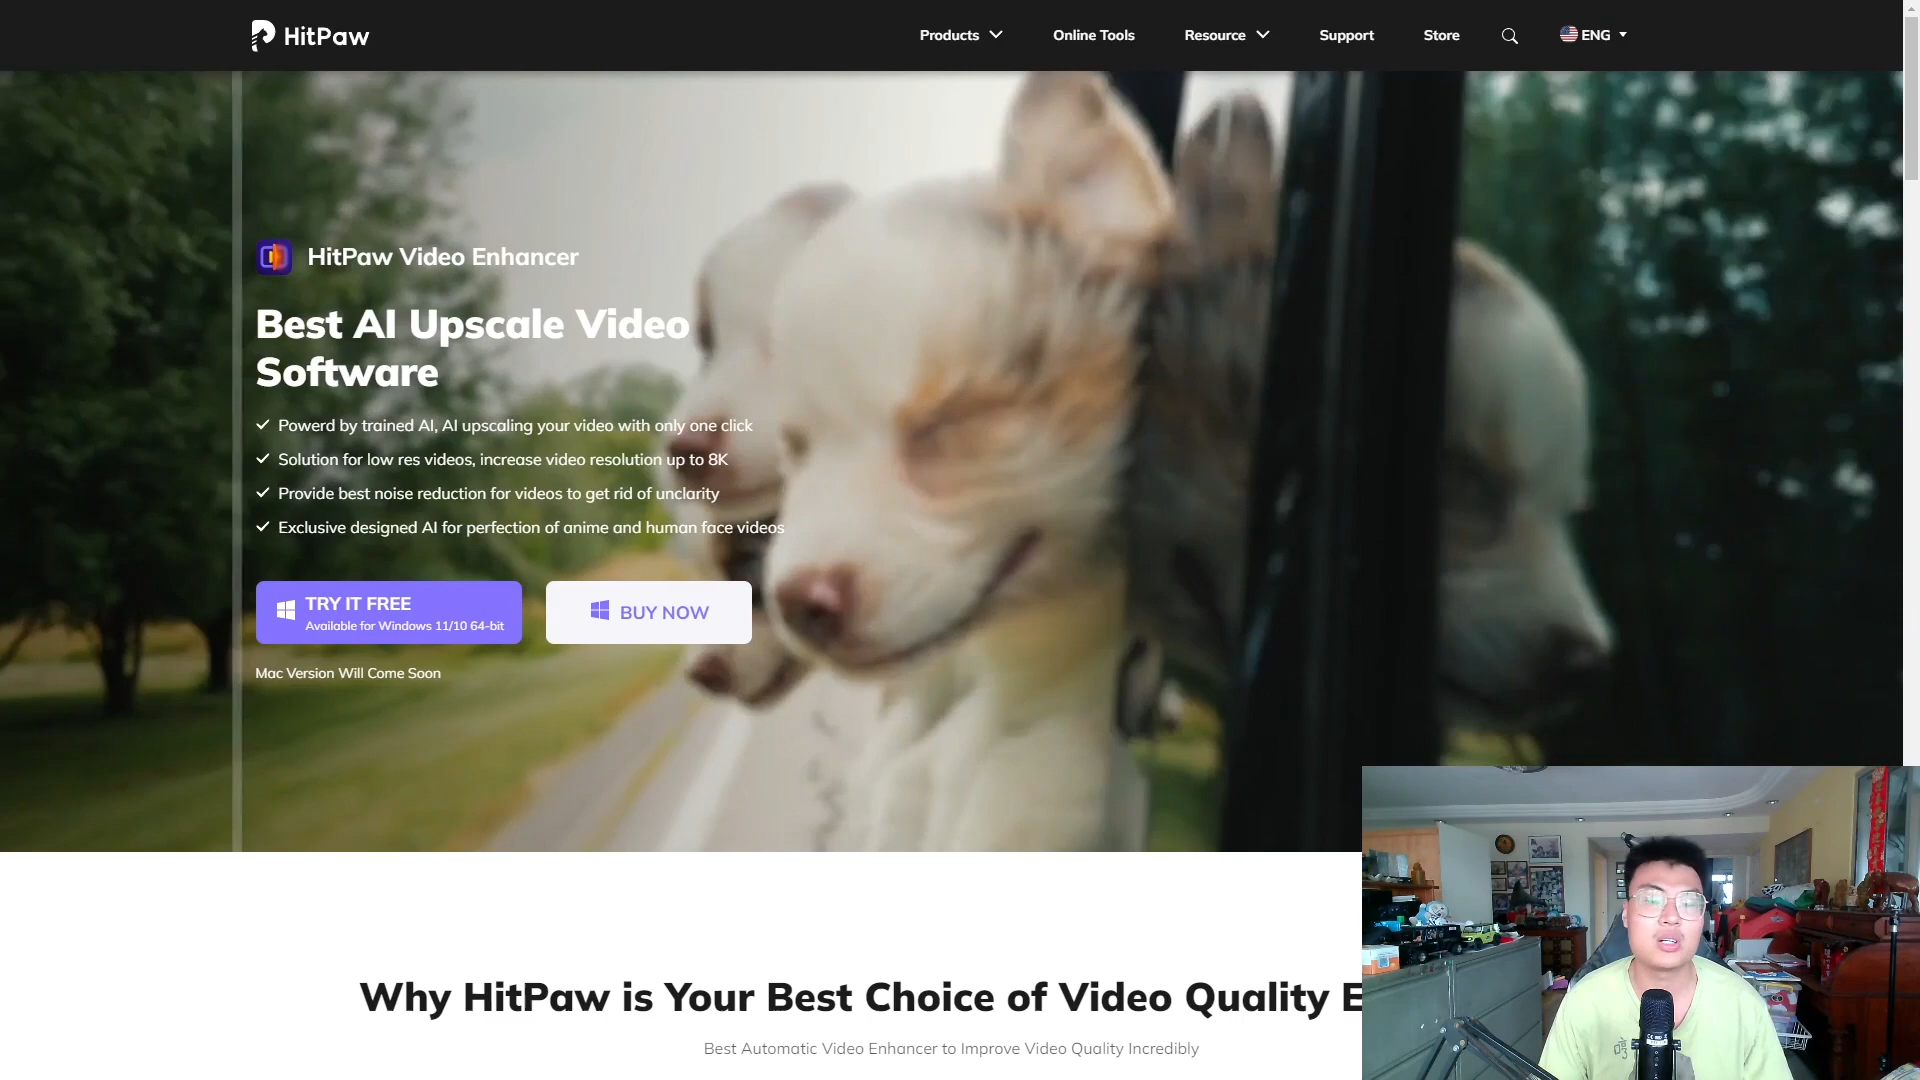 HitPaw
Products
Online Tools
Resource
Support
Store
ENG
HitPaw Video Enhancer
Best AI Upscale Video
Software
Powerd by trained AI, AI upscaling your video with only one click
Solution for low res videos, increase video resolution up to 8K
Provide best noise reduction for videos to get rid of unclarity
Exclusive designed AI for perfection of anime and human face videos
TRY IT FREE
Available for Windows 11/10 64-bit
BUY NOW
Mac Version Will Come Soon
Why HitPaw is Your Best Choice of Video Quality E
Best Automatic Video Enhancer to Improve Video Quality Incredibly